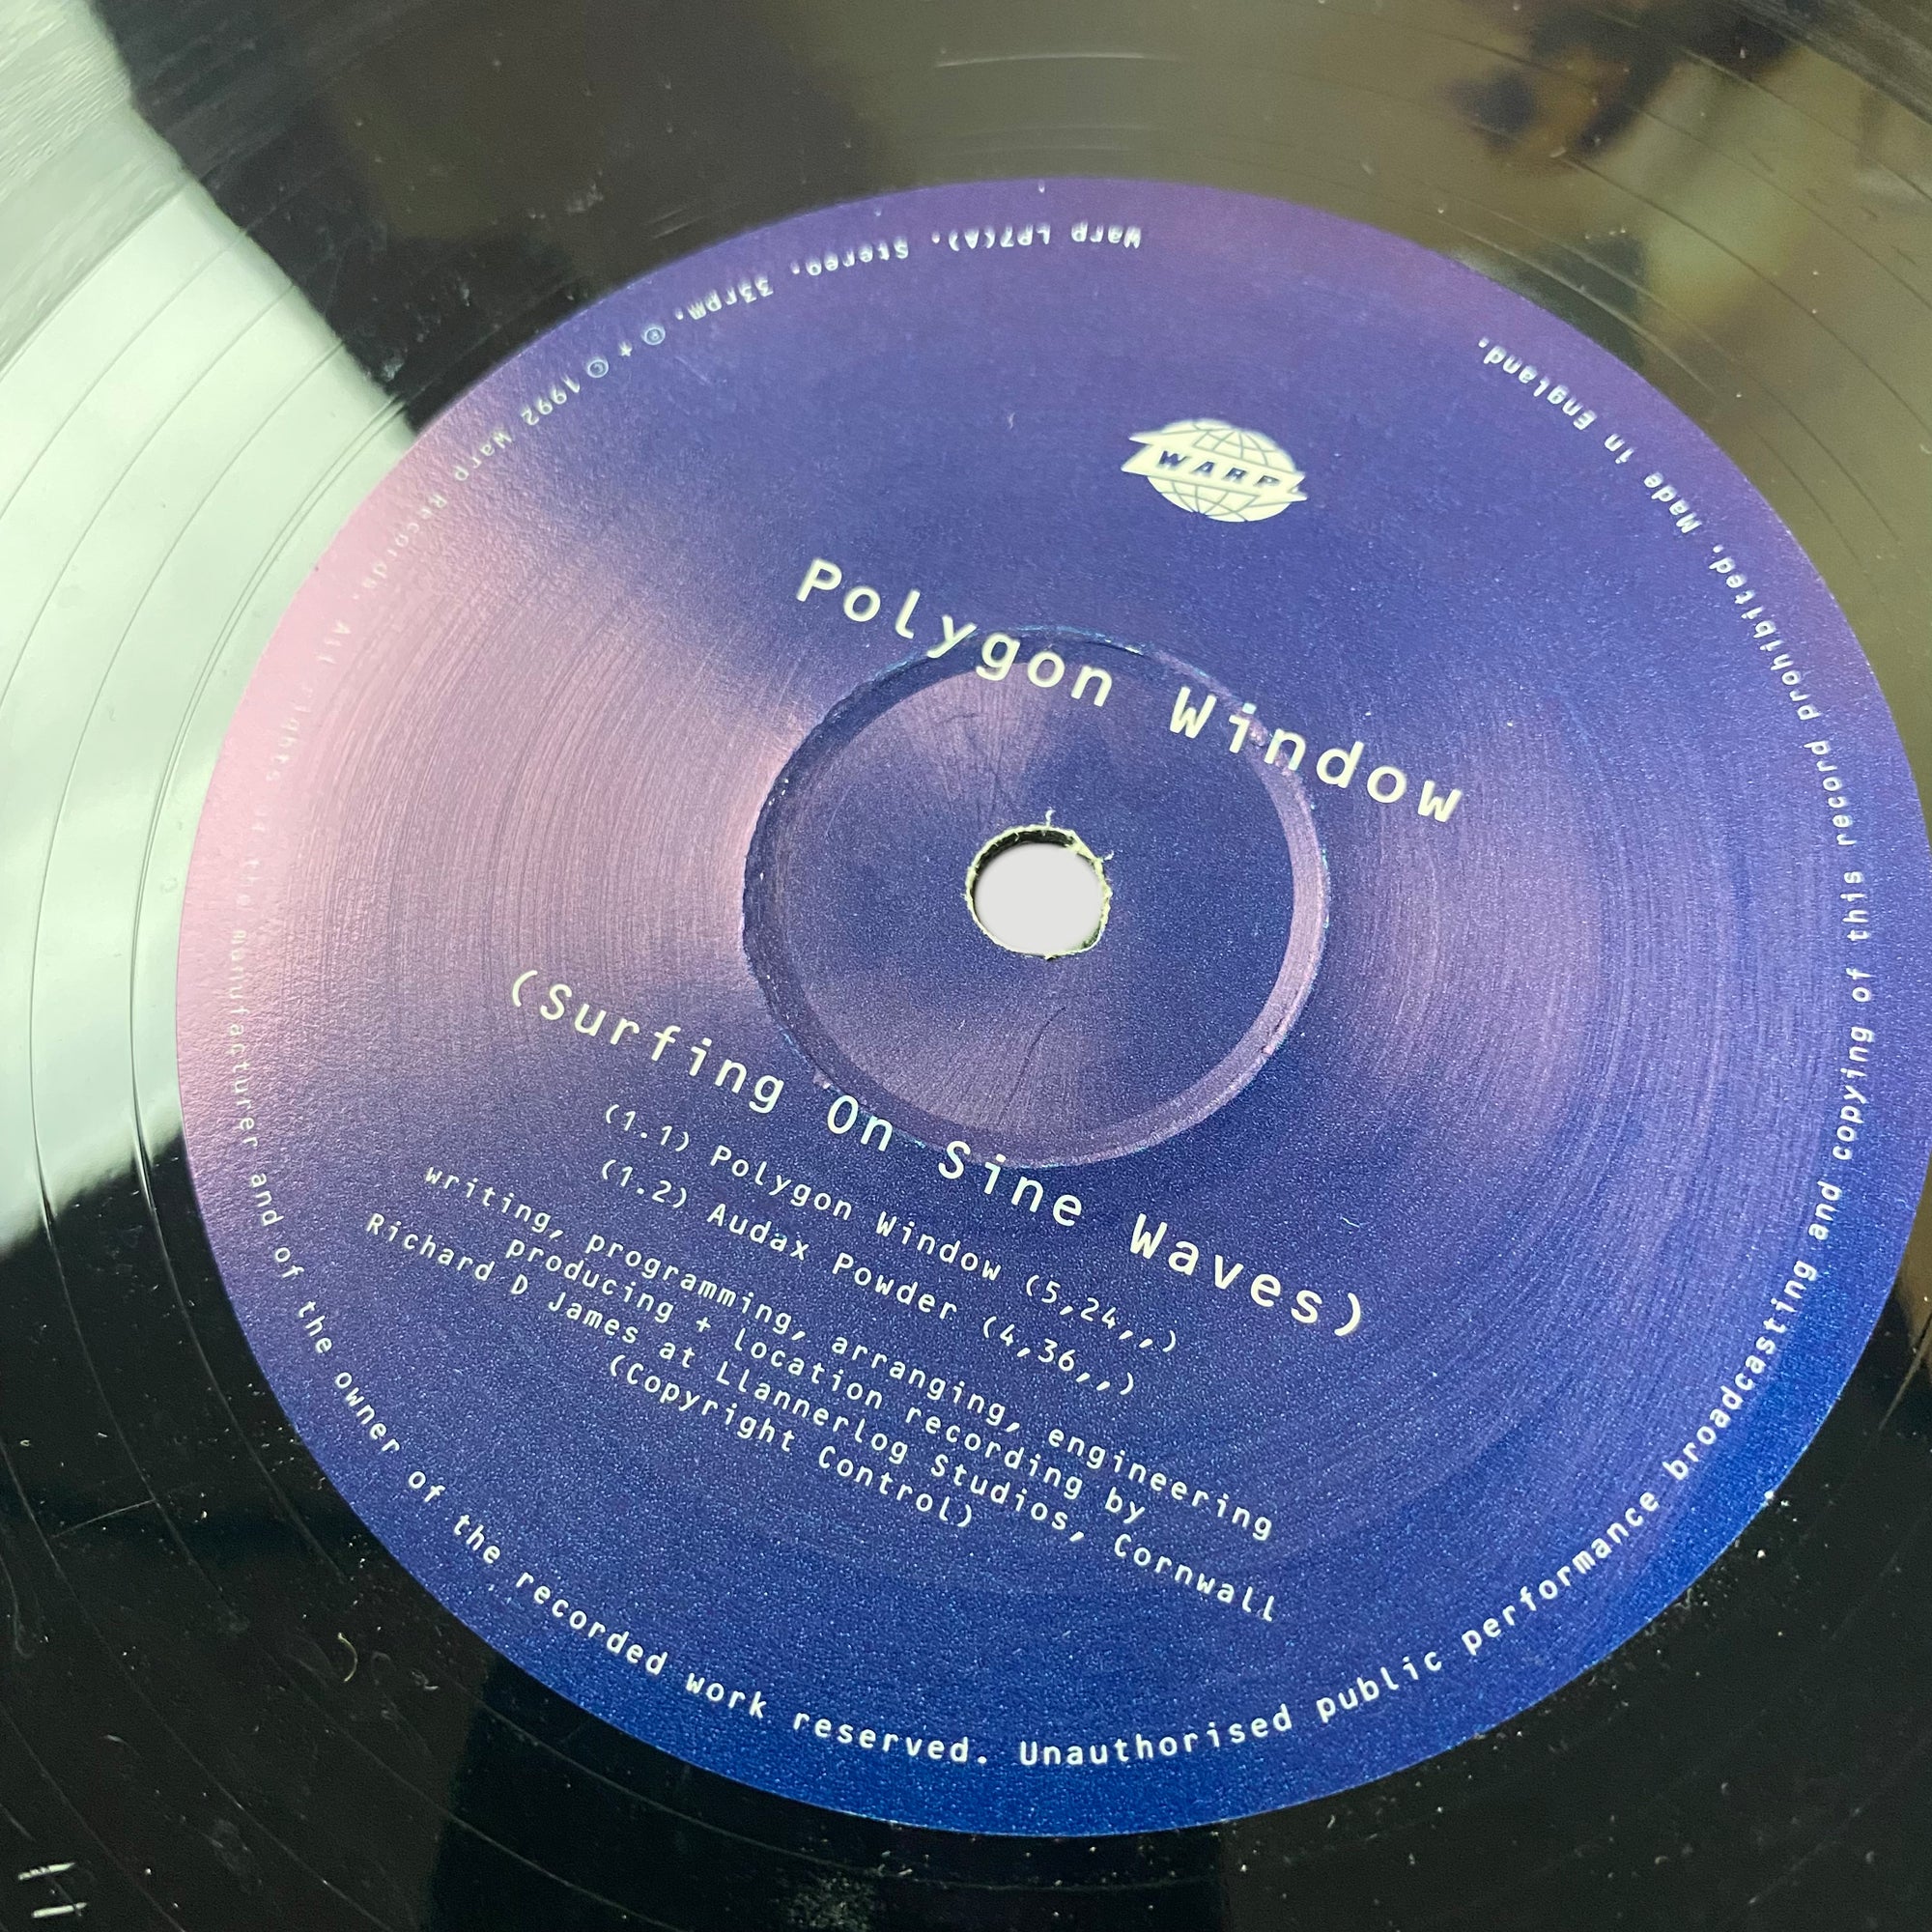 WARP
Polygon Window
(Surfing On Sine Waves)
(1.1) Polygon Window (5,24,,)
(1.2) Audax Powder (4,36,,)
writing, programming, arranging, engineering
producing + location recording by
Richard D James at Llannerlog Studios, Cornwall
(Copyright Control)
Warp LP7(A). Stereo. 33rpm. ℗ + © 1992 Warp Records. All rights of the manufacturer and of the owner of the recorded work reserved. Unauthorised public performance broadcasting and copying of this record prohibited. Made in England.